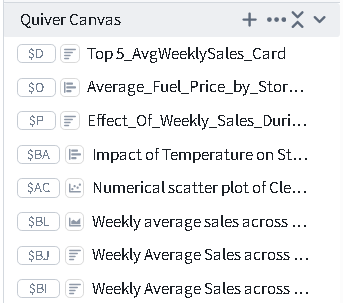 Quiver Canvas
$D Top 5_AvgWeeklySales_Card
$O Average_Fuel_Price_by_Stor...
$P Effect_Of_Weekly_Sales_Duri...
$BA Impact of Temperature on St...
$AC Numerical scatter plot of Cle...
$BL Weekly average sales across ...
$BJ Weekly Average Sales across ...
$BI Weekly Average Sales across ...